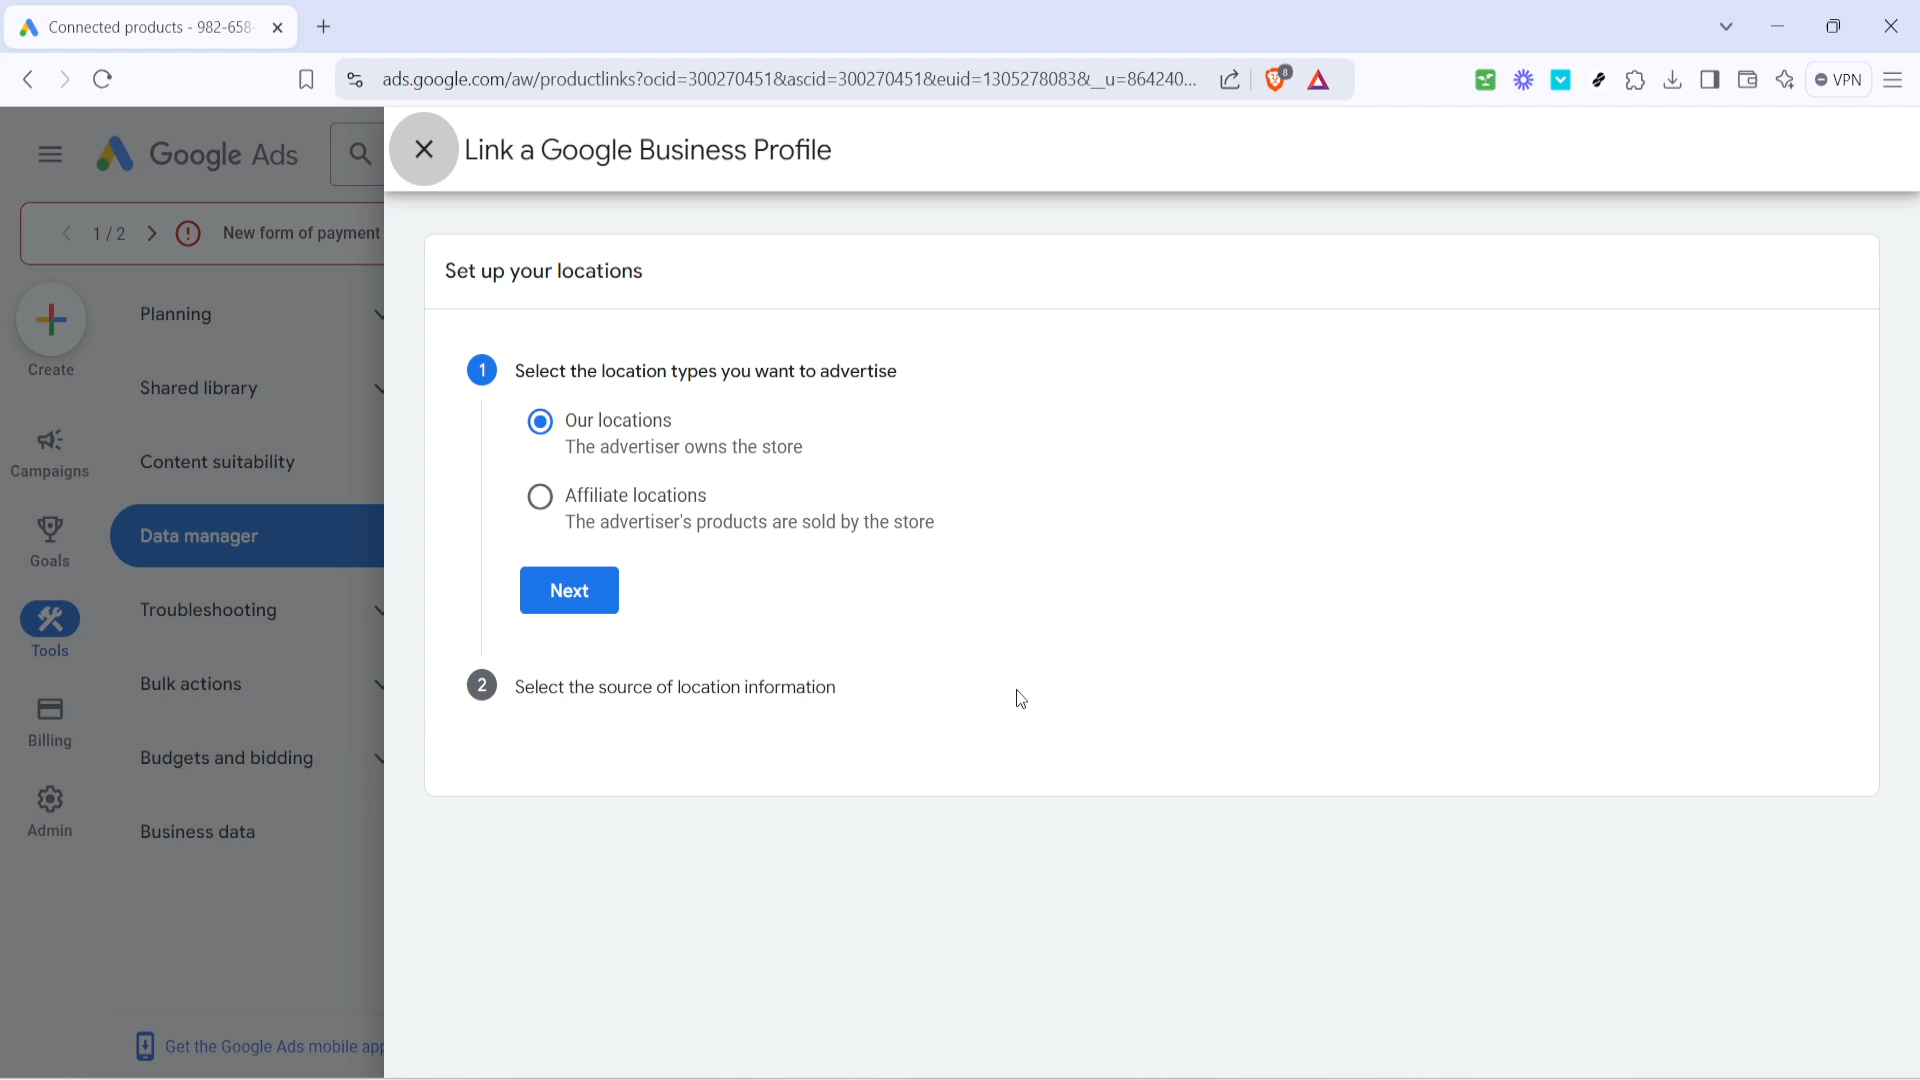 Connected products - 982-658-
ads.google.com/aw/productlinks?ocid=300270451&ascid=300270451&euid=1305278083&__u=864240...
8
VPN
Google Ads
Link a Google Business Profile
1 / 2
New form of payment
Set up your locations
Create
Planning
Shared library
1
Select the location types you want to advertise
Our locations
The advertiser owns the store
Campaigns
Content suitability
Affiliate locations
The advertiser's products are sold by the store
Goals
Data manager
Next
Tools
Troubleshooting
Bulk actions
2
Select the source of location information
Billing
Budgets and bidding
Admin
Business data
Get the Google Ads mobile app